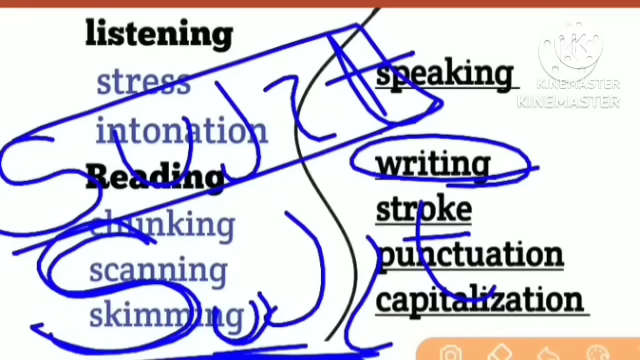 listening
stress
intonation
Reading
chunking
scanning
skimming
speaking
writing
stroke
punctuation
capitalization
KINEMASTER
KINEMASTER